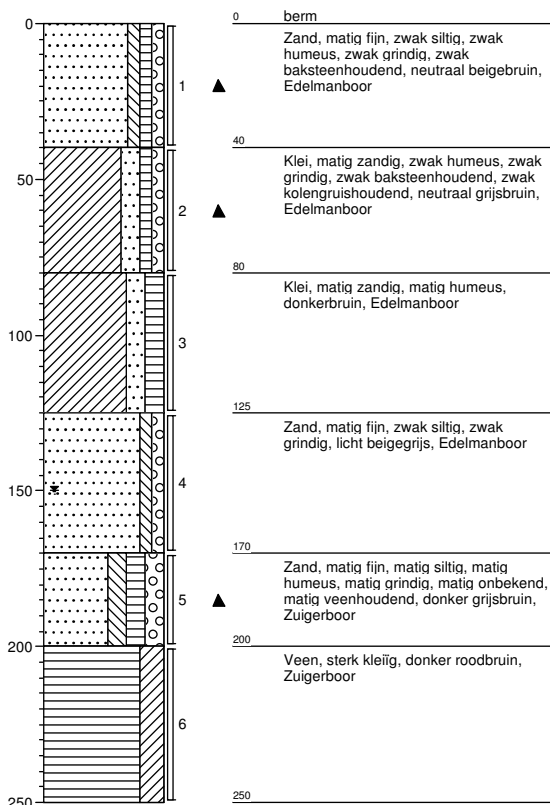 0 berm
0
Zand, matig fijn, zwak siltig, zwak
humeus, zwak grindig, zwak
baksteenhoudend, neutraal beigebruin,
Edelmanboor
1
40
50
Klei, matig zandig, zwak humeus, zwak
grindig, zwak baksteenhoudend, zwak
kolengruishoudend, neutraal grijsbruin,
Edelmanboor
2
80
Klei, matig zandig, matig humeus,
donkerbruin, Edelmanboor
100
3
125
Zand, matig fijn, zwak siltig, zwak
grindig, licht beigegrijs, Edelmanboor
150
4
170
Zand, matig fijn, matig siltig, matig
humeus, matig grindig, matig onbekend,
matig veenhoudend, donker grijsbruin,
Zuigerboor
5
200
200
Veen, sterk kleiïg, donker roodbruin,
Zuigerboor
6
250
250